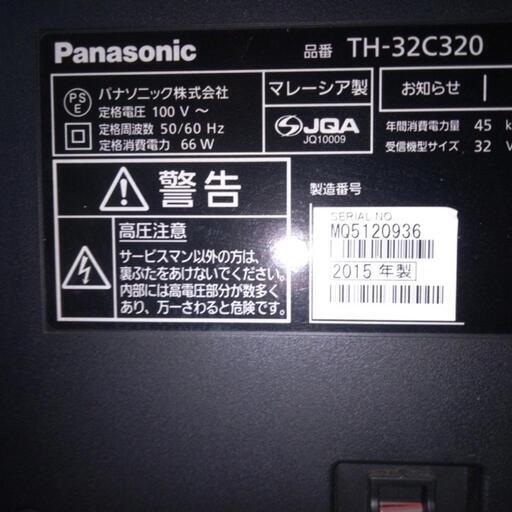 Panasonic
品番 TH-32C320
PS
E
パナソニック株式会社
定格電圧 100 V ～
定格周波数 50/60 Hz
定格消費電力 66 W
マレーシア製
JQA
JQ10009
お知らせ
年間消費電力量 45
受信機型サイズ 32 V
警告
高圧注意
サービスマン以外の方は、
裏ぶたをあけないでください。
内部には高電圧部分が数多く
あり、万一さわると危険です。
製造番号
SERIAL NO
MQ5120936
2015 年製